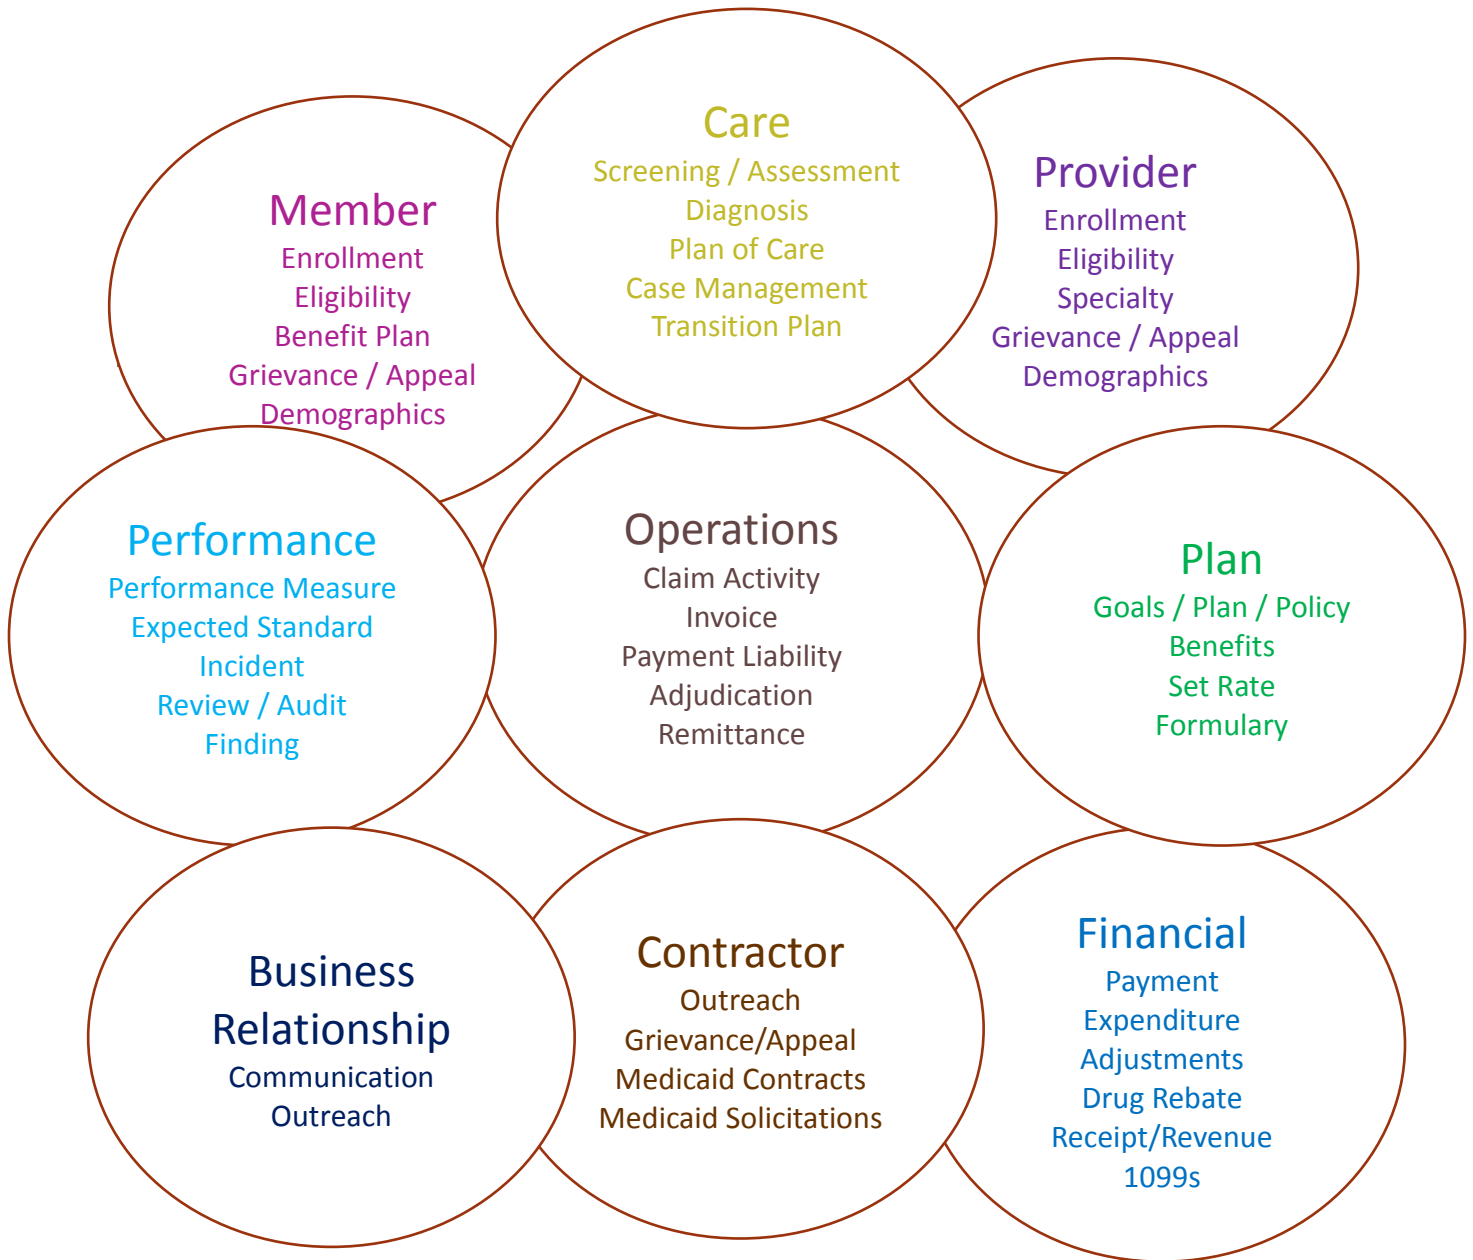 Care
Screening / Assessment
Diagnosis
Plan of Care
Case Management
Transition Plan
Member
Enrollment
Eligibility
Benefit Plan
Grievance / Appeal
Demographics
Provider
Enrollment
Eligibility
Specialty
Grievance / Appeal
Demographics
Performance
Performance Measure
Expected Standard
Incident
Review / Audit
Finding
Operations
Claim Activity
Invoice
Payment Liability
Adjudication
Remittance
Plan
Goals / Plan / Policy
Benefits
Set Rate
Formulary
Business
Relationship
Communication
Outreach
Contractor
Outreach
Grievance/Appeal
Medicaid Contracts
Medicaid Solicitations
Financial
Payment
Expenditure
Adjustments
Drug Rebate
Receipt/Revenue
1099s